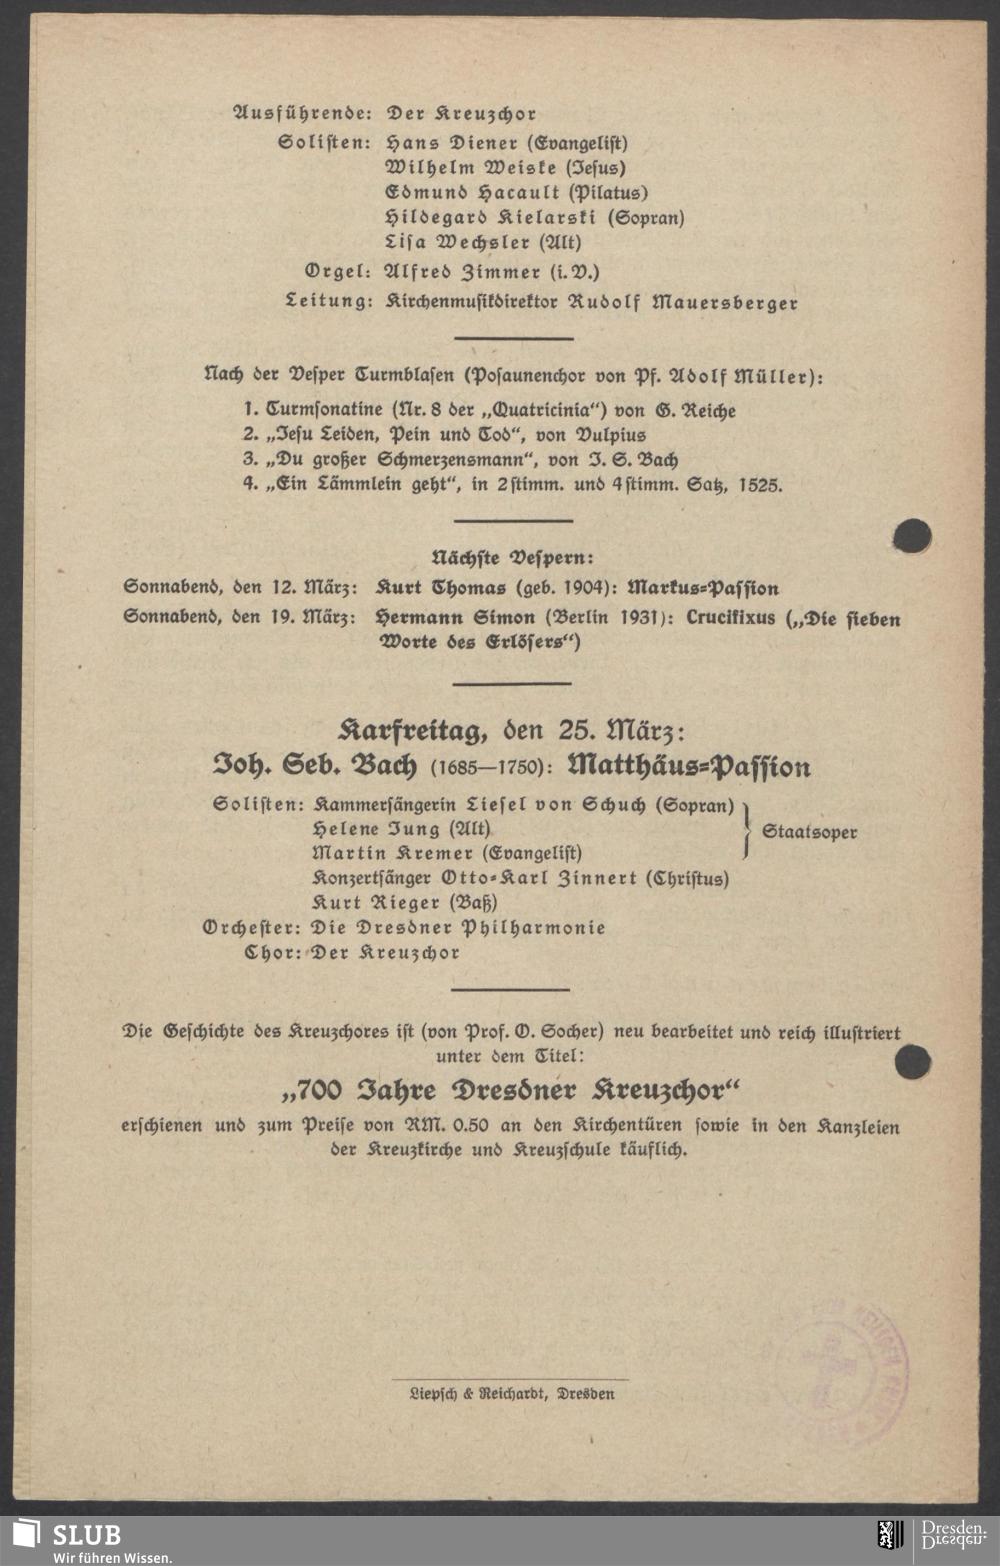 Ausführende: Der Kreuzchor
Solisten: Hans Diener (Evangelist)
Wilhelm Weiske (Jesus)
Edmund Hacault (Pilatus)
Hildegard Kielarski (Sopran)
Lisa Wechsler (Alt)
Orgel: Alfred Zimmer (i. V.)
Leitung: Kirchenmusikdirektor Rudolf Mauersberger
Nach der Vesper Turmblasen (Posaunenchor von Pf. Adolf Müller):
1. Turmsonatine (Nr. 8 der „Quatricinia“) von G. Reiche
2. „Jesu Leiden, Pein und Tod“, von Vulpius
3. „Du großer Schmerzensmann“, von J. S. Bach
4. „Ein Lämmlein geht“, in 2stimm. und 4stimm. Satz, 1525.
Nächste Vespern:
Sonnabend, den 12. März: Kurt Thomas (geb. 1904): Markus-Passion
Sonnabend, den 19. März: Hermann Simon (Berlin 1931): Crucifixus („Die sieben
Worte des Erlösers“)
Karfreitag, den 25. März:
Joh. Seb. Bach (1685—1750): Matthäus-Passion
Solisten: Kammersängerin Liesel von Schuch (Sopran)
Helene Jung (Alt)
Staatsoper
Martin Kremer (Evangelist)
Konzertsänger Otto-Karl Zinnert (Christus)
Kurt Rieger (Baß)
Orchester: Die Dresdner Philharmonie
Chor: Der Kreuzchor
Die Geschichte des Kreuzchores ist (von Prof. O. Socher) neu bearbeitet und reich illustriert
unter dem Titel:
„700 Jahre Dresdner Kreuzchor“
erschienen und zum Preise von RM. 0.50 an den Kirchentüren sowie in den Kanzleien
der Kreuzkirche und Kreuzschule käuflich.
Liepsch & Reichardt, Dresden
SLUB
Wir führen Wissen.
Dresden.
Dresden.